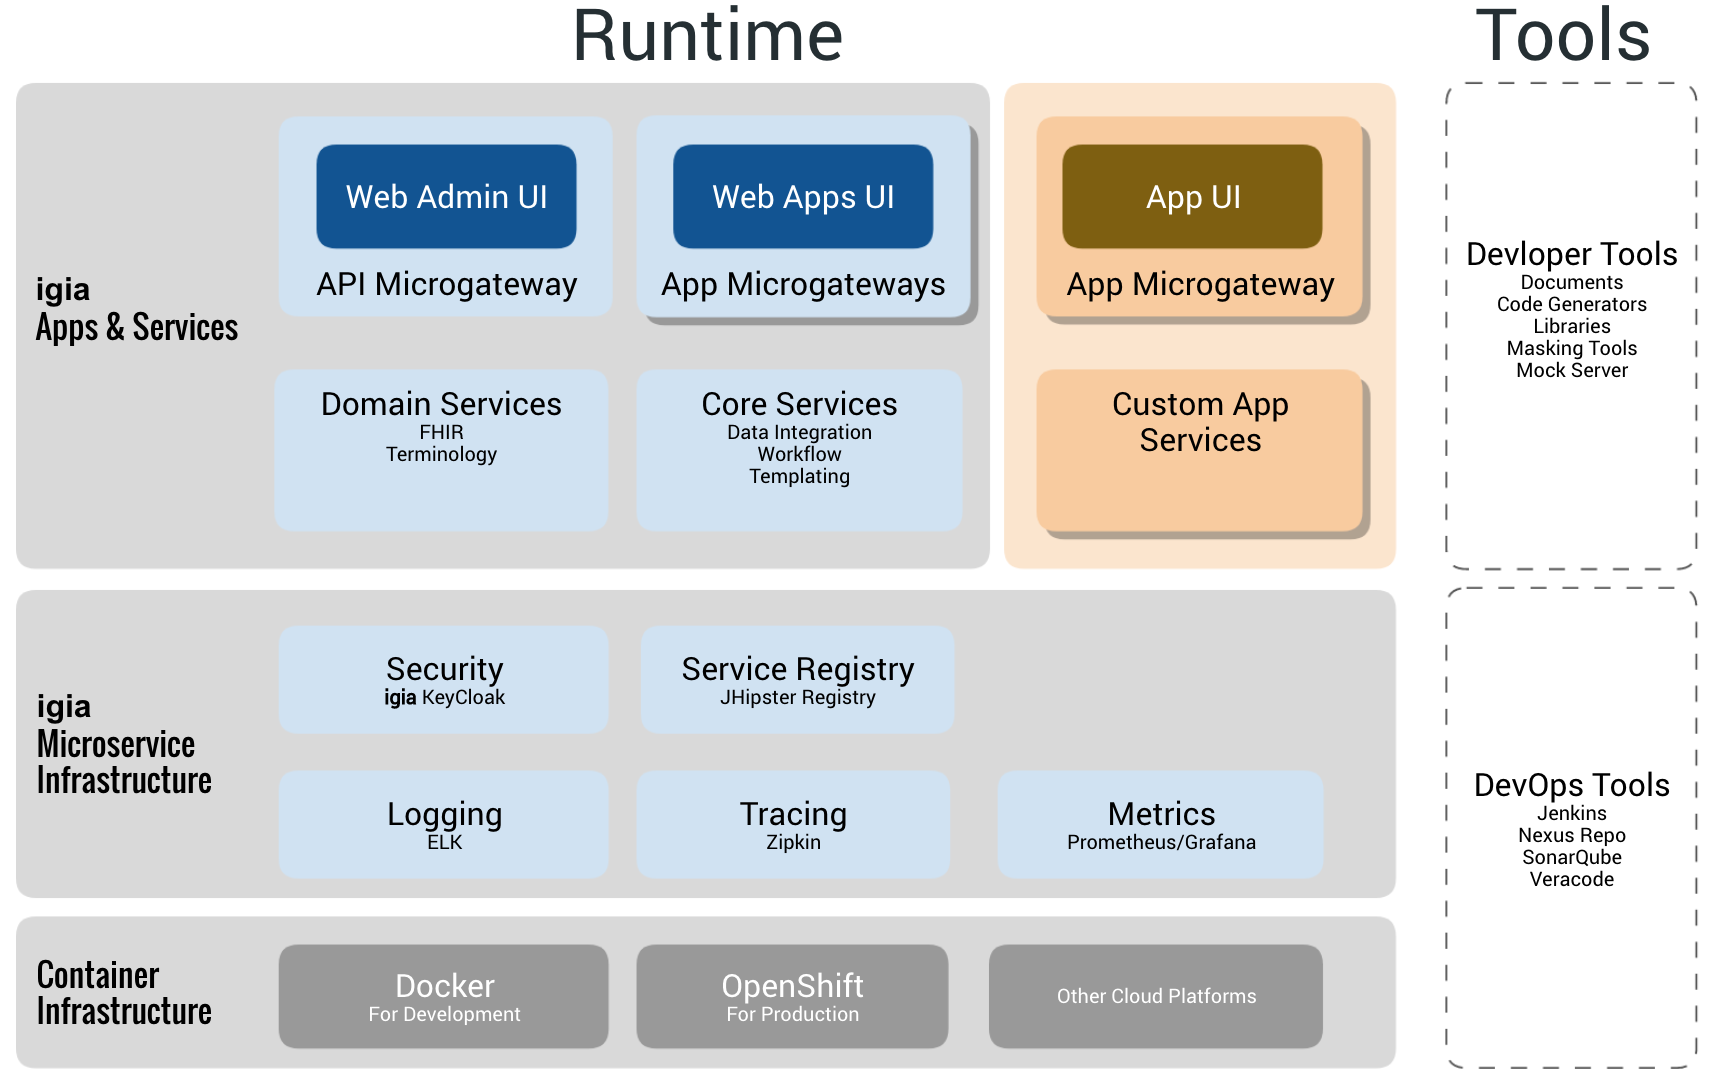 Runtime
Tools
igia
Apps & Services
Web Admin UI
API Microgateway
Web Apps UI
App Microgateways
App UI
App Microgateway
Domain Services
FHIR
Terminology
Core Services
Data Integration
Workflow
Templating
Custom App
Services
Devloper Tools
Documents
Code Generators
Libraries
Masking Tools
Mock Server
igia
Microservice
Infrastructure
Security
igia KeyCloak
Service Registry
JHipster Registry
Logging
ELK
Tracing
Zipkin
Metrics
Prometheus/Grafana
DevOps Tools
Jenkins
Nexus Repo
SonarQube
Veracode
Container
Infrastructure
Docker
For Development
OpenShift
For Production
Other Cloud Platforms